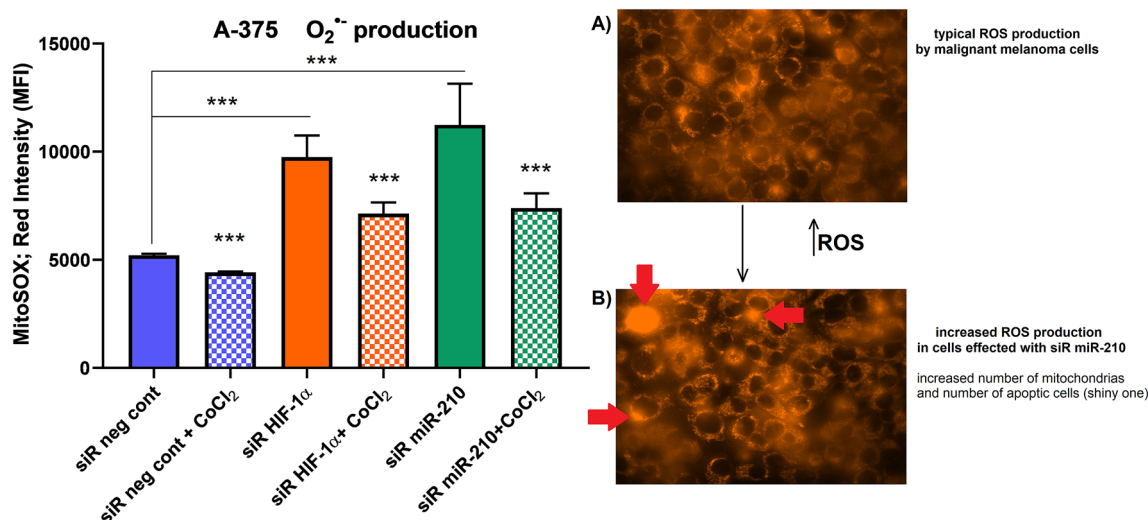 A-375 O₂•- production
MitoSOX; Red Intensity (MFI)
15000
10000
5000
0
***
***
***
***
***
siR neg cont
siR neg cont + CoCl₂
siR HIF-1α
siR HIF-1α+ CoCl₂
siR miR-210
siR miR-210+CoCl₂
A)
typical ROS production
by malignant melanoma cells
↑ROS
B)
increased ROS production
in cells effected with siR miR-210
increased number of mitochondrias
and number of apoptic cells (shiny one)